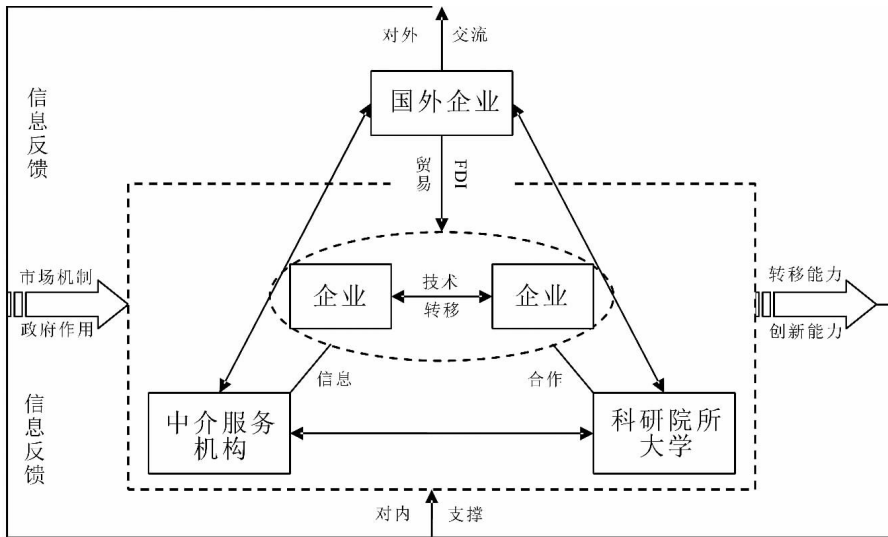 对外 交流
国外企业
信息反馈
贸易 FDI
市场机制
政府作用
企业
技术
转移
企业
转移能力
创新能力
信息
合作
信息反馈
中介服务
机构
科研院所
大学
对内 支撑